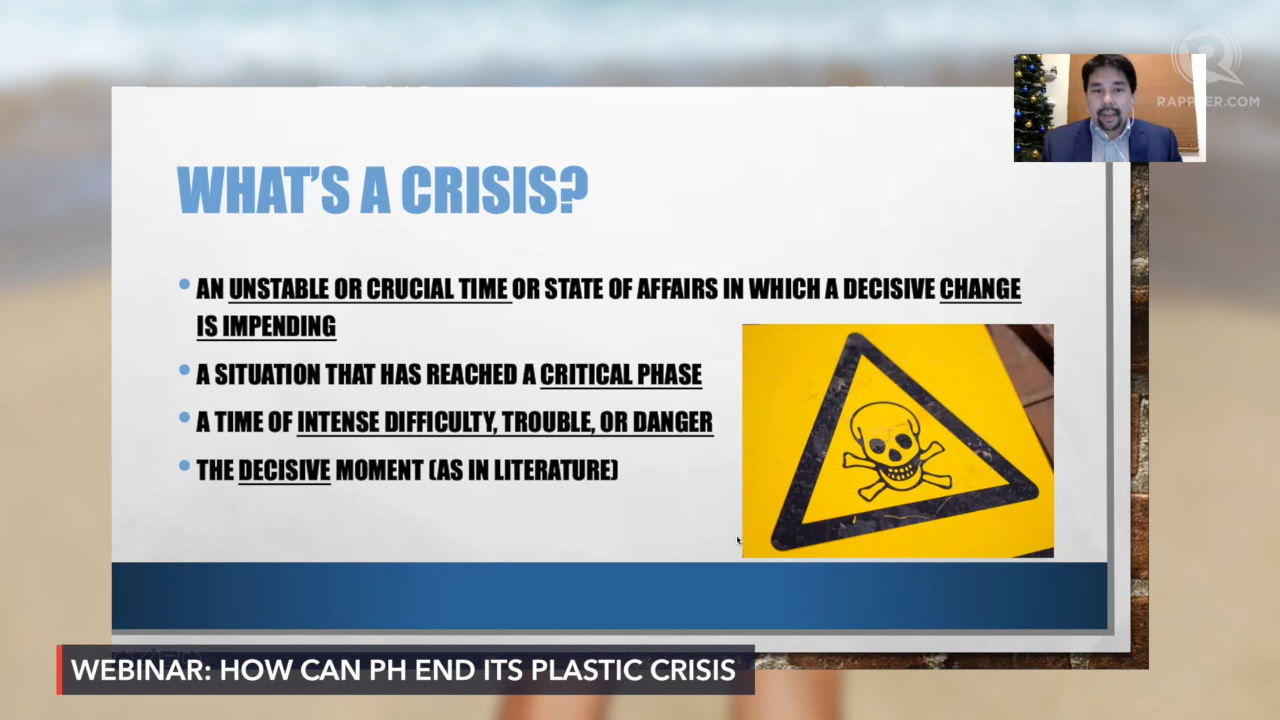 RAPPLER.COM
WHAT'S A CRISIS?
• AN UNSTABLE OR CRUCIAL TIME OR STATE OF AFFAIRS IN WHICH A DECISIVE CHANGE
IS IMPENDING
• A SITUATION THAT HAS REACHED A CRITICAL PHASE
• A TIME OF INTENSE DIFFICULTY, TROUBLE, OR DANGER
• THE DECISIVE MOMENT (AS IN LITERATURE)
WEBINAR: HOW CAN PH END ITS PLASTIC CRISIS